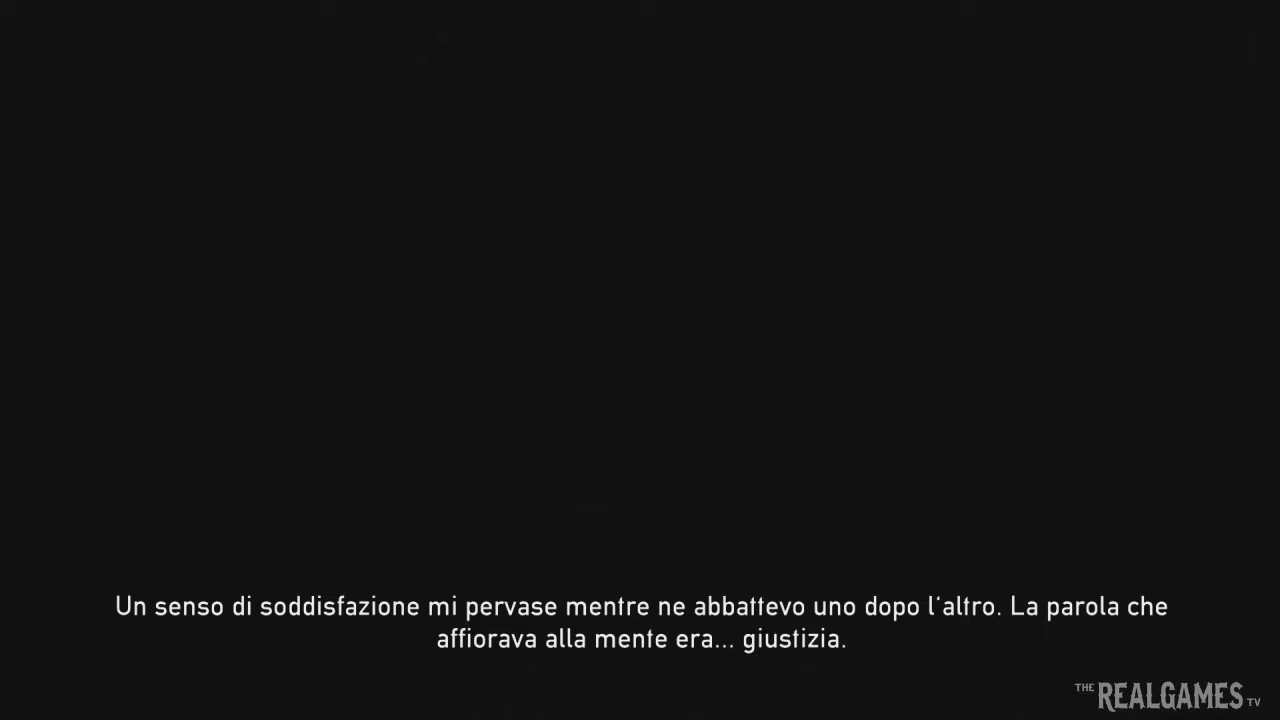 Un senso di soddisfazione mi pervase mentre ne abbattevo uno dopo l'altro. La parola che
affiorava alla mente era... giustizia.
THE REALGAMES TV